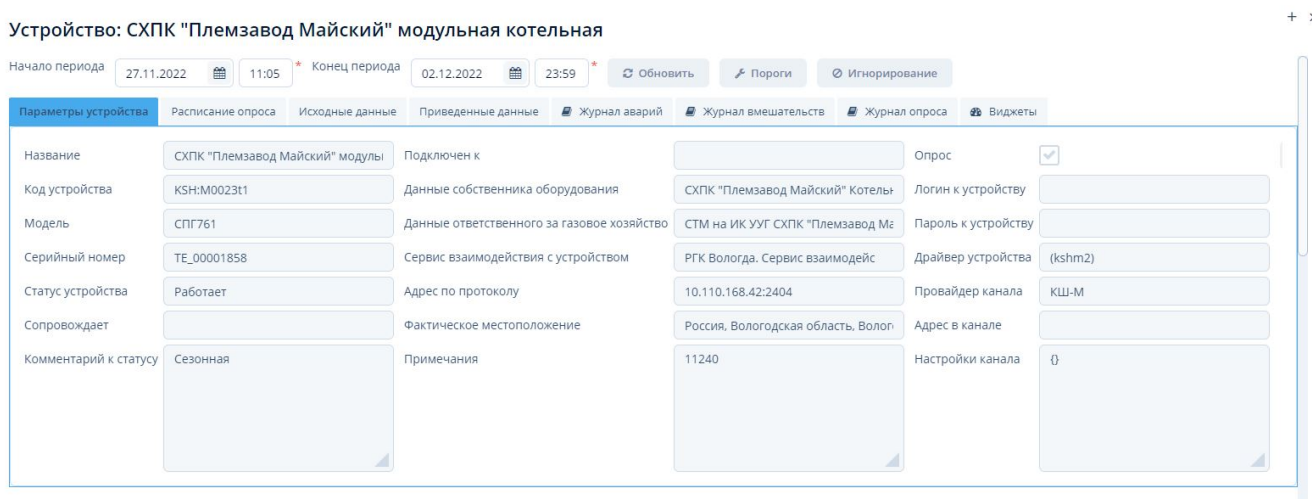 Устройство: СХПК "Племзавод Майский" модульная котельная
Начало периода 27.11.2022 11:05 * Конец периода 02.12.2022 23:59 * Обновить Пороги Игнорирование
Параметры устройства Расписание опроса Исходные данные Приведенные данные Журнал аварий Журнал вмешательств Журнал опроса Виджеты
Название СХПК "Племзавод Майский" модуль Подключен к Опрос
Код устройства KSH:M0023t1 Данные собственника оборудования СХПК "Племзавод Майский" Котельн Логин к устройству
Модель СПГ761 Данные ответственного за газовое хозяйство СТМ на ИК УУГ СХПК "Племзавод Ма Пароль к устройству
Серийный номер TE_00001858 Сервис взаимодействия с устройством РГК Вологда. Сервис взаимодейс Драйвер устройства (kshm2)
Статус устройства Работает Адрес по протоколу 10.110.168.42:2404 Провайдер канала КШ-М
Сопровождает Фактическое местоположение Россия, Вологодская область, Волог Адрес в канале
Комментарий к статусу Сезонная Примечания 11240 Настройки канала {}